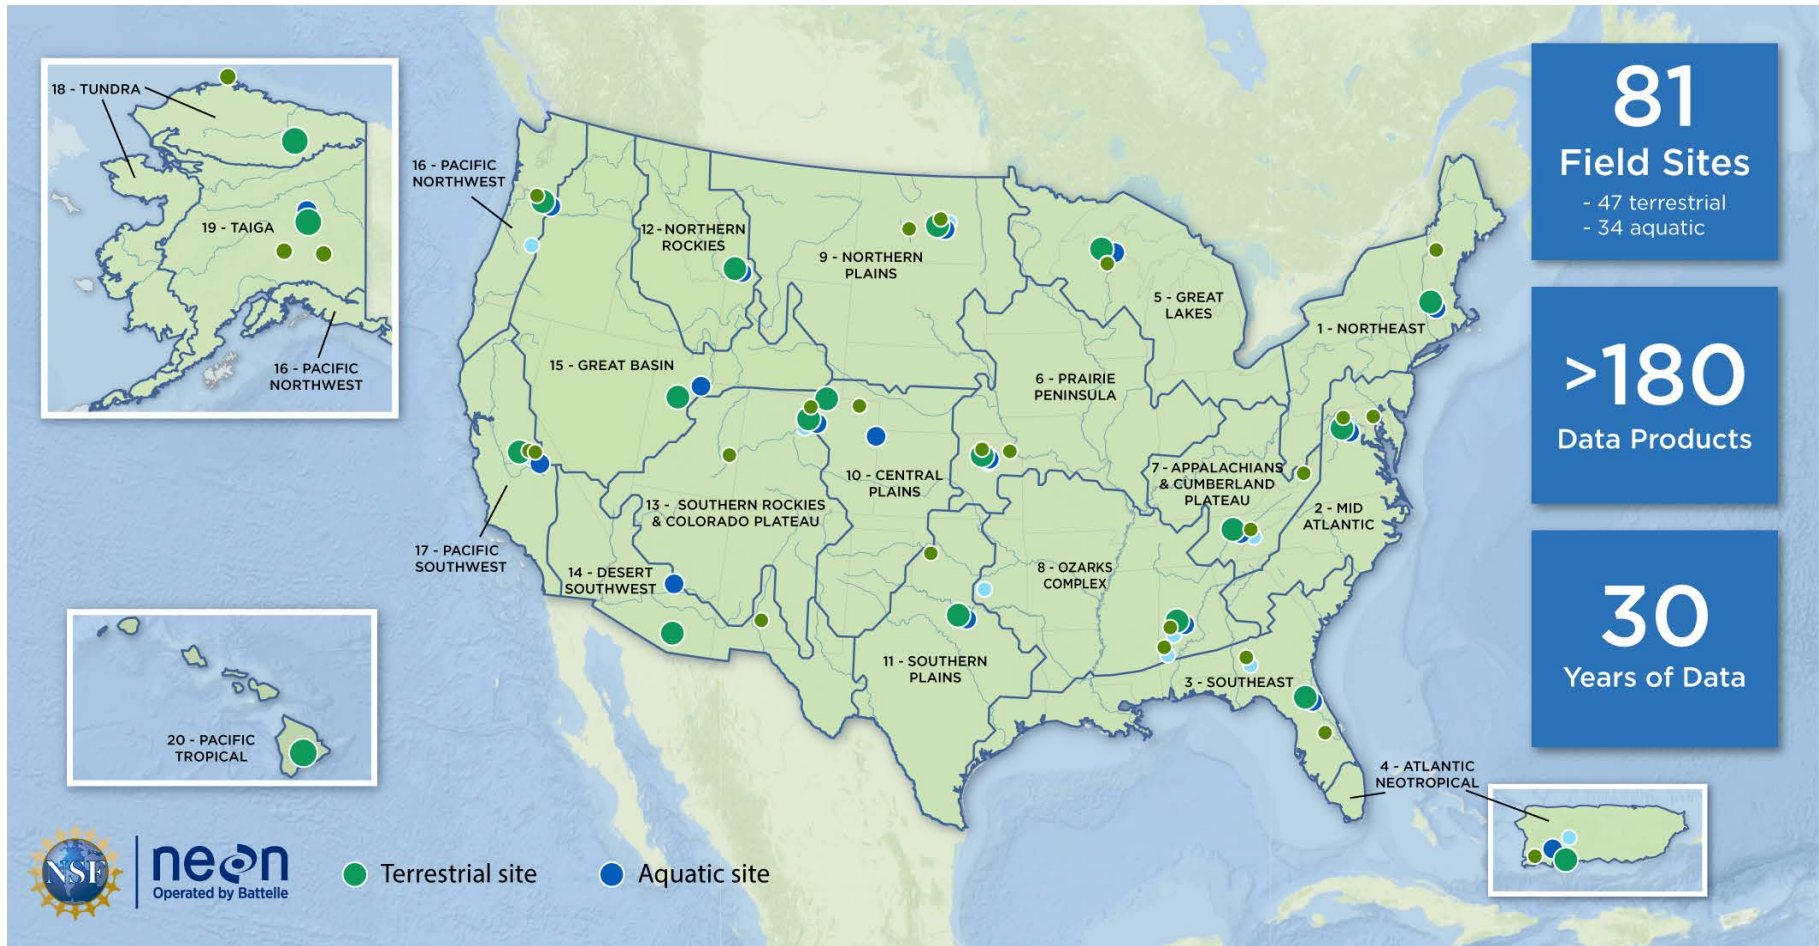 18 - TUNDRA
19 - TAIGA
16 - PACIFIC
NORTHWEST
16 - PACIFIC
NORTHWEST
12 - NORTHERN
ROCKIES
9 - NORTHERN
PLAINS
5 - GREAT
LAKES
1 - NORTHEAST
15 - GREAT BASIN
6 - PRAIRIE
PENINSULA
10 - CENTRAL
PLAINS
7 - APPALACHIANS
& CUMBERLAND
PLATEAU
13 - SOUTHERN ROCKIES
& COLORADO PLATEAU
2 - MID
ATLANTIC
17 - PACIFIC
SOUTHWEST
14 - DESERT
SOUTHWEST
8 - OZARKS
COMPLEX
11 - SOUTHERN
PLAINS
3 - SOUTHEAST
20 - PACIFIC
TROPICAL
4 - ATLANTIC
NEOTROPICAL
81
Field Sites
- 47 terrestrial
- 34 aquatic
>180
Data Products
30
Years of Data
NSF
neon
Operated by Battelle
Terrestrial site
Aquatic site